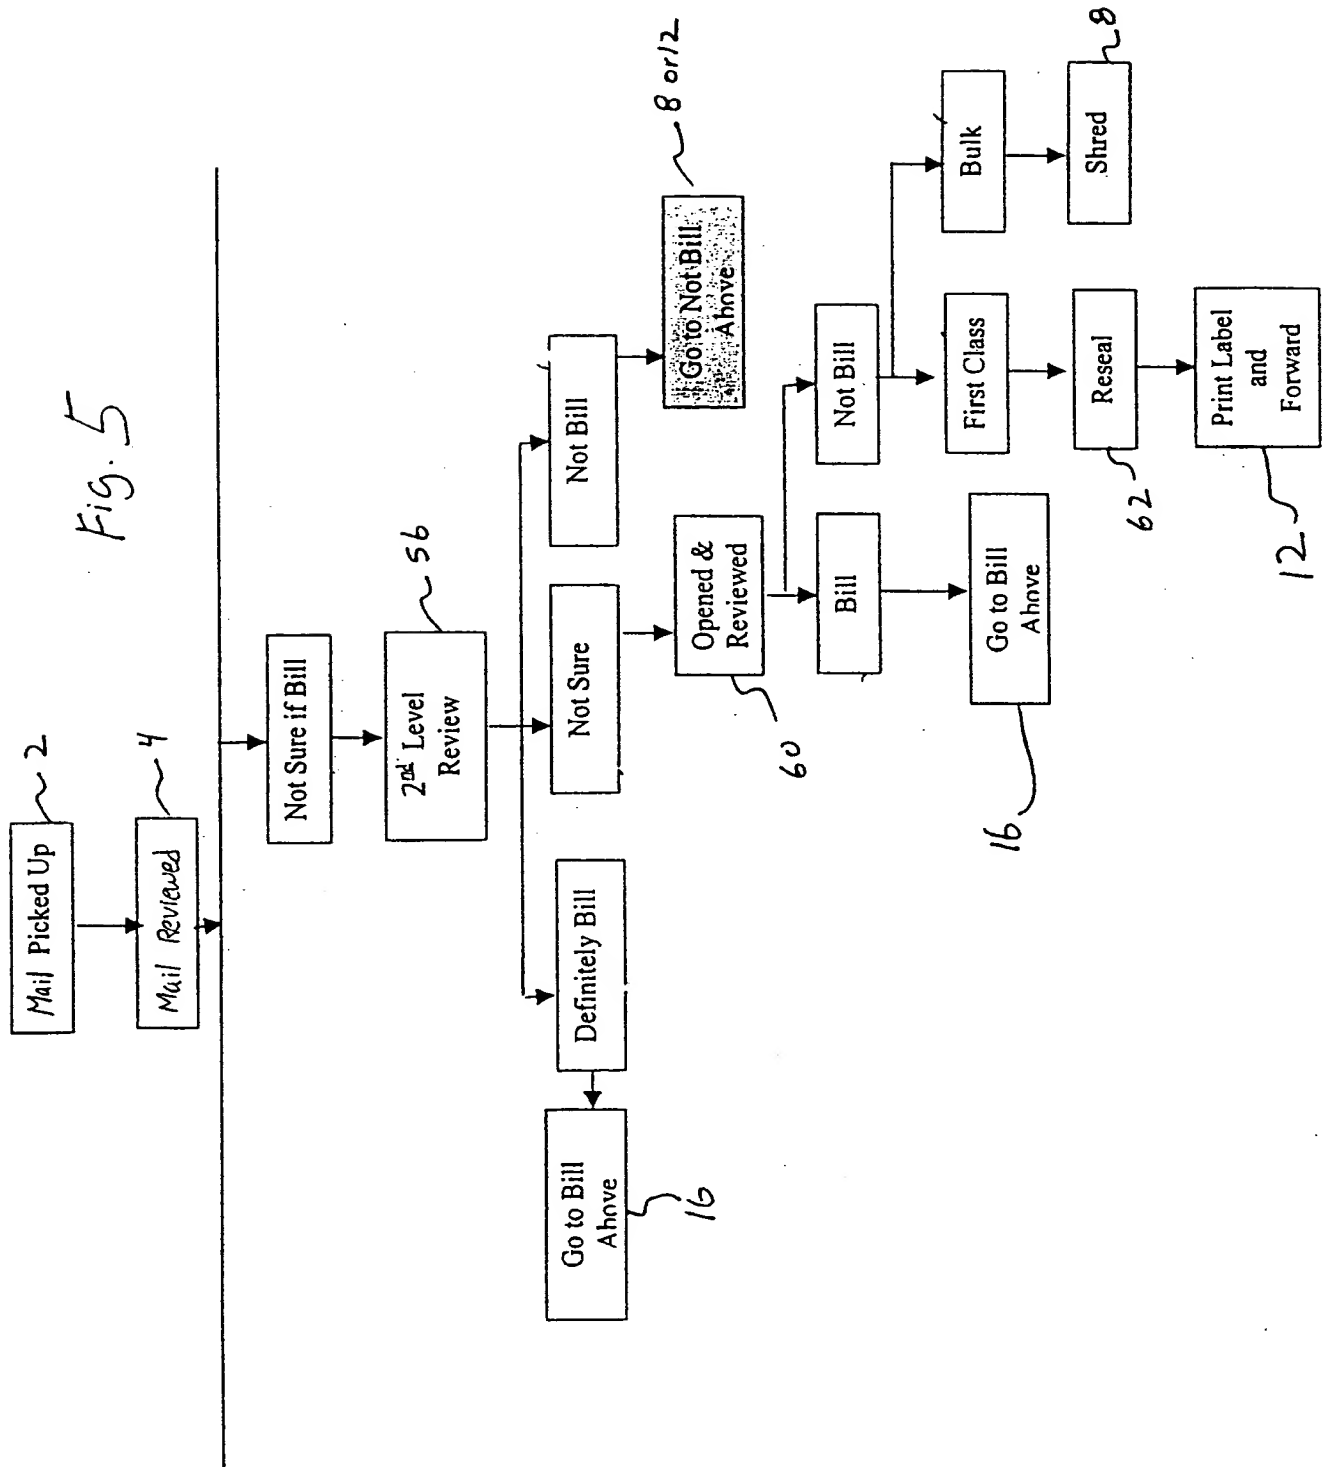 Fig. 5
Mail Picked Up
2
Mail Reviewed
4
Not Sure if Bill
2nd Level
Review
56
Definitely Bill
Not Sure
Not Bill
Go to Bill
Above
16
Opened &
Reviewed
60
Go to Not Bill
Above
8 or 12
Bill
Not Bill
Go to Bill
Above
16
First Class
Bulk
Reseal
62
Shred
8
Print Label
and
Forward
12